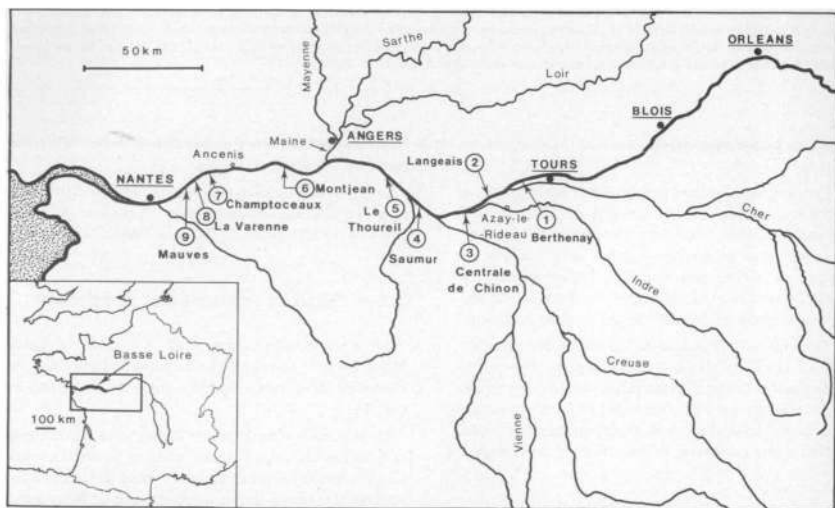 50km
Mayenne
Sarthe
Loir
ORLEANS
BLOIS
Maine
ANGERS
Ancenis
NANTES
Langeais 2
TOURS
Cher
6 Montjean
7
Champtoceaux
8
La Varenne
9
Mauves
5
Le
Thoureil
4
Saumur
Azay-le
-Rideau
1
Berthenay
3
Centrale
de Chinon
Indre
Creuse
Vienne
Basse Loire
100 km